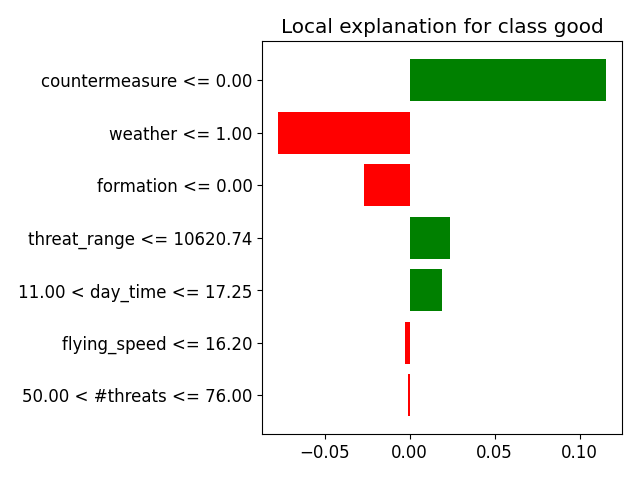 Local explanation for class good
countermeasure <= 0.00
weather <= 1.00
formation <= 0.00
threat_range <= 10620.74
11.00 < day_time <= 17.25
flying_speed <= 16.20
50.00 < #threats <= 76.00
−0.05 0.00 0.05 0.10